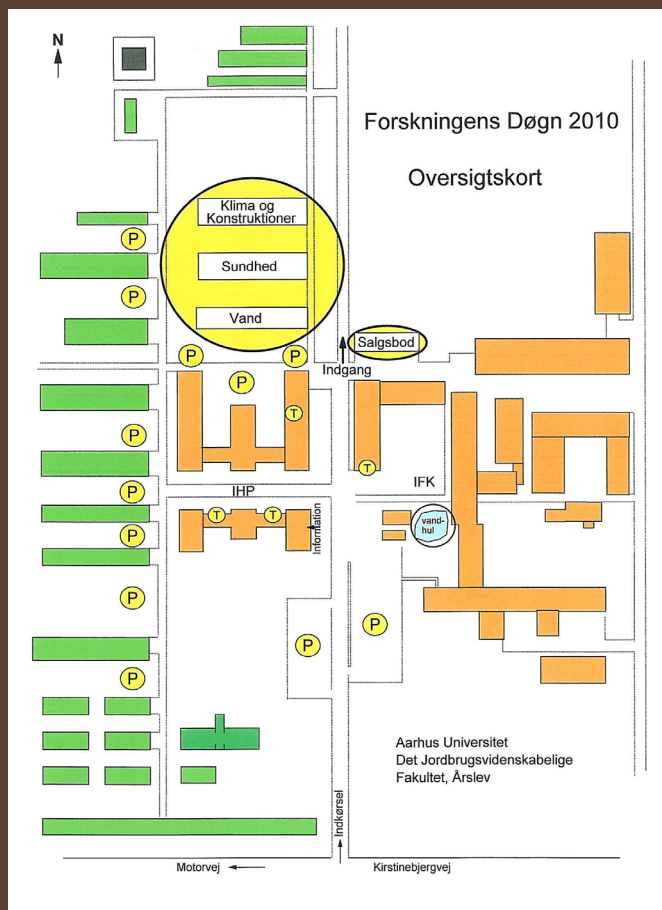 N
Forskningens Døgn 2010
Oversigtskort
Klima og
Konstruktioner
P
Sundhed
P
Vand
Salgsbod
P
P
Indgang
P
T
P
T
IFK
P
IHP
T
T
Information
vand-
hul
P
P
P
P
P
Aarhus Universitet
Det Jordbrugsvidenskabelige
Fakultet, Årslev
Indkørsel
Motorvej
Kirstinebjergvej